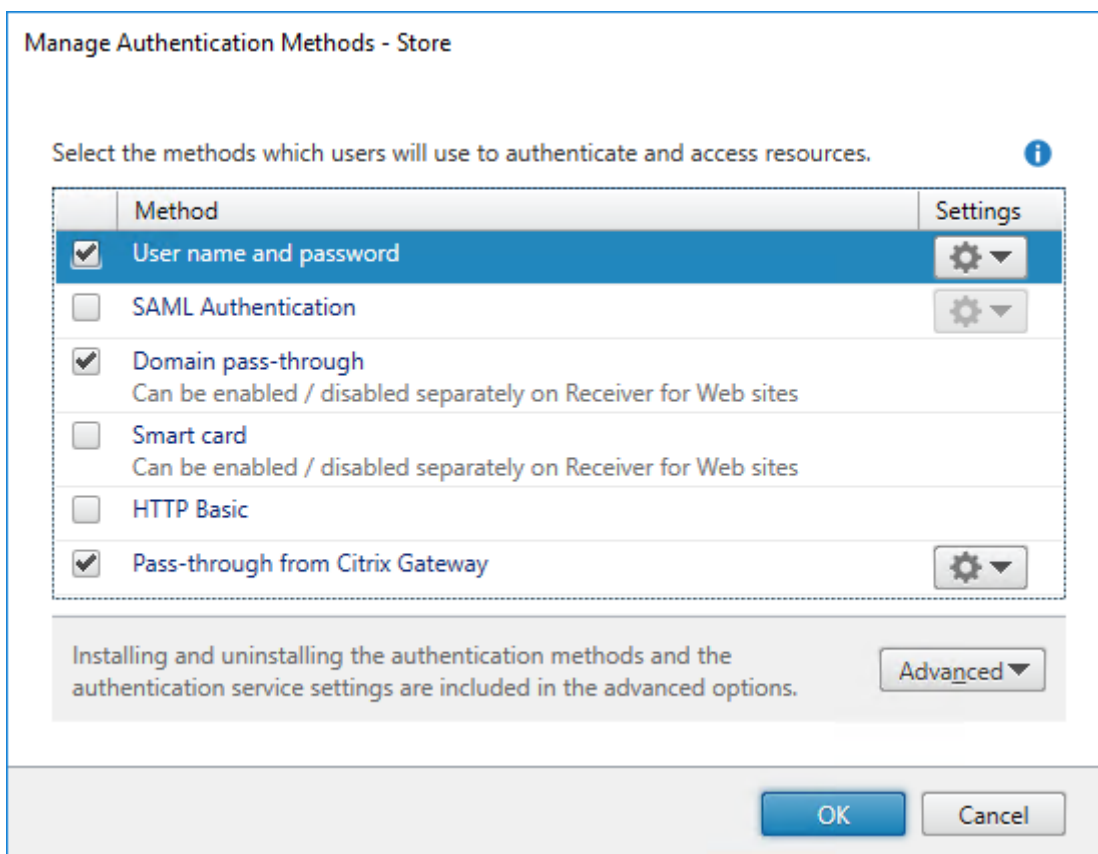 Manage Authentication Methods - Store
Select the methods which users will use to authenticate and access resources.
Method Settings
User name and password
SAML Authentication
Domain pass-through
Can be enabled / disabled separately on Receiver for Web sites
Smart card
Can be enabled / disabled separately on Receiver for Web sites
HTTP Basic
Pass-through from Citrix Gateway
Installing and uninstalling the authentication methods and the
authentication service settings are included in the advanced options.
Advanced
OK Cancel